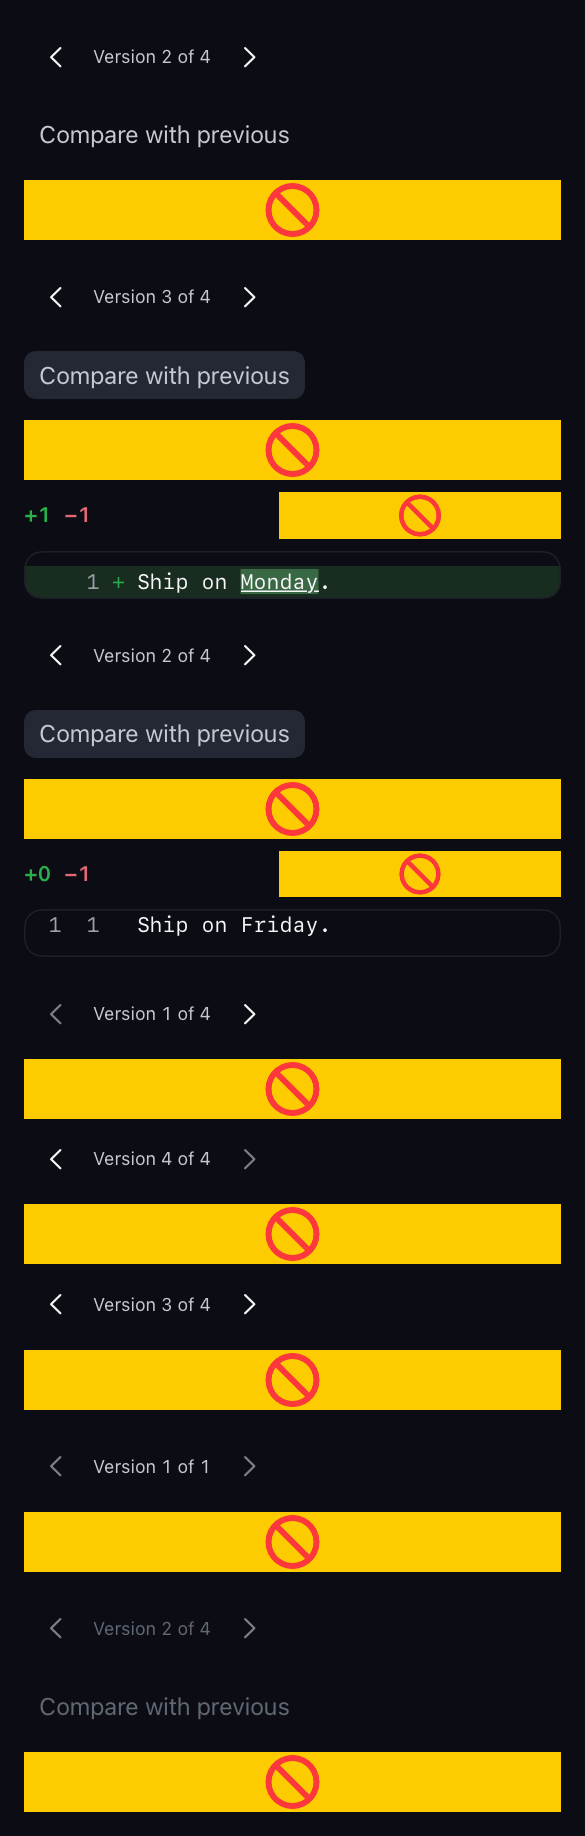 Version 2 of 4
Compare with previous
Version 3 of 4
Compare with previous
+1 −1
1 + Ship on Monday.
Version 2 of 4
Compare with previous
+0 −1
1 1 Ship on Friday.
Version 1 of 4
Version 4 of 4
Version 3 of 4
Version 1 of 1
Version 2 of 4
Compare with previous